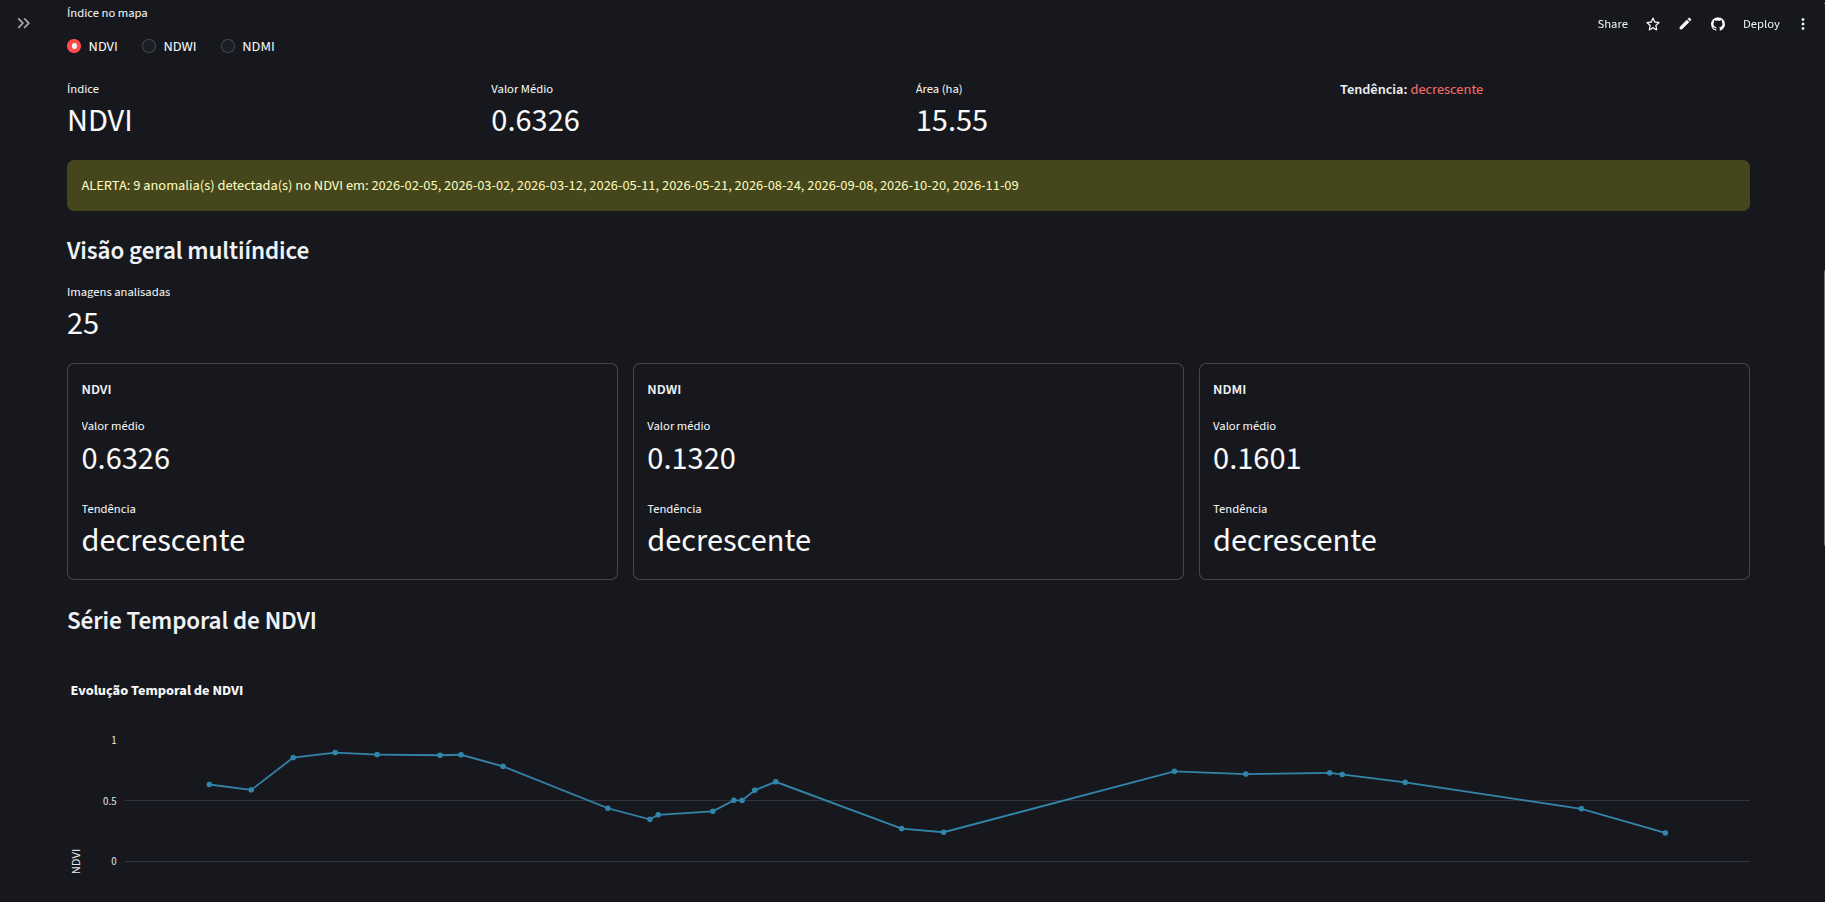 Índice no mapa
Share
Deploy
NDVI NDWI NDMI
Índice
Valor Médio
Área (ha)
Tendência: decrescente
NDVI
0.6326
15.55
ALERTA: 9 anomalia(s) detectada(s) no NDVI em: 2026-02-05, 2026-03-02, 2026-03-12, 2026-05-11, 2026-05-21, 2026-08-24, 2026-09-08, 2026-10-20, 2026-11-09
Visão geral multiíndice
Imagens analisadas
25
NDVI
Valor médio
0.6326
Tendência
decrescente
NDWI
Valor médio
0.1320
Tendência
decrescente
NDMI
Valor médio
0.1601
Tendência
decrescente
Série Temporal de NDVI
Evolução Temporal de NDVI
1
0.5
0
NDVI